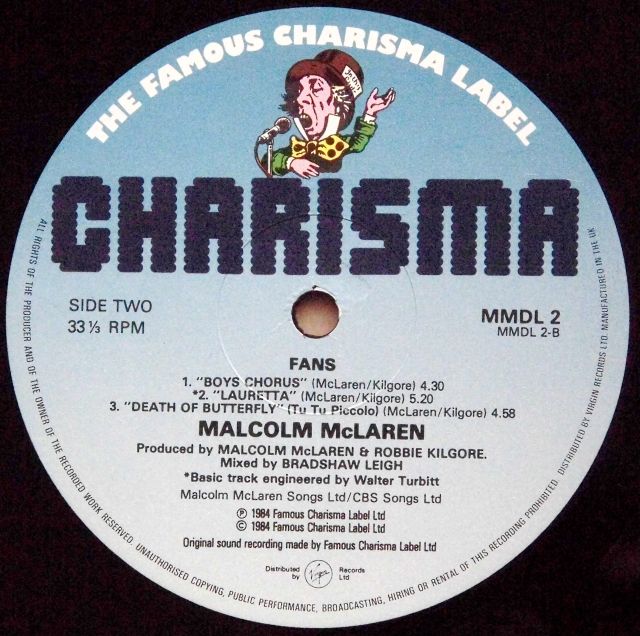 THE FAMOUS CHARISMA LABEL
CHARISMA
SIDE TWO
33⅓ RPM
MMDL 2
MMDL 2-B
FANS
1. "BOYS CHORUS" (McLaren/Kilgore) 4.30
*2. "LAURETTA" (McLaren/Kilgore) 5.20
3. "DEATH OF BUTTERFLY" (Tu Tu Piccolo) (McLaren/Kilgore) 4.58
MALCOLM McLAREN
Produced by MALCOLM McLAREN & ROBBIE KILGORE.
Mixed by BRADSHAW LEIGH
*Basic track engineered by Walter Turbitt
Malcolm McLaren Songs Ltd/CBS Songs Ltd
℗ 1984 Famous Charisma Label Ltd
© 1984 Famous Charisma Label Ltd
Original sound recording made by Famous Charisma Label Ltd
Distributed by Virgin Records Ltd
ALL RIGHTS OF THE PRODUCER AND OF THE OWNER OF THE RECORDED WORK RESERVED. UNAUTHORISED COPYING, PUBLIC PERFORMANCE, BROADCASTING, HIRING OR RENTAL OF THIS RECORDING PROHIBITED. DISTRIBUTED BY VIRGIN RECORDS LTD. MANUFACTURED IN THE UK